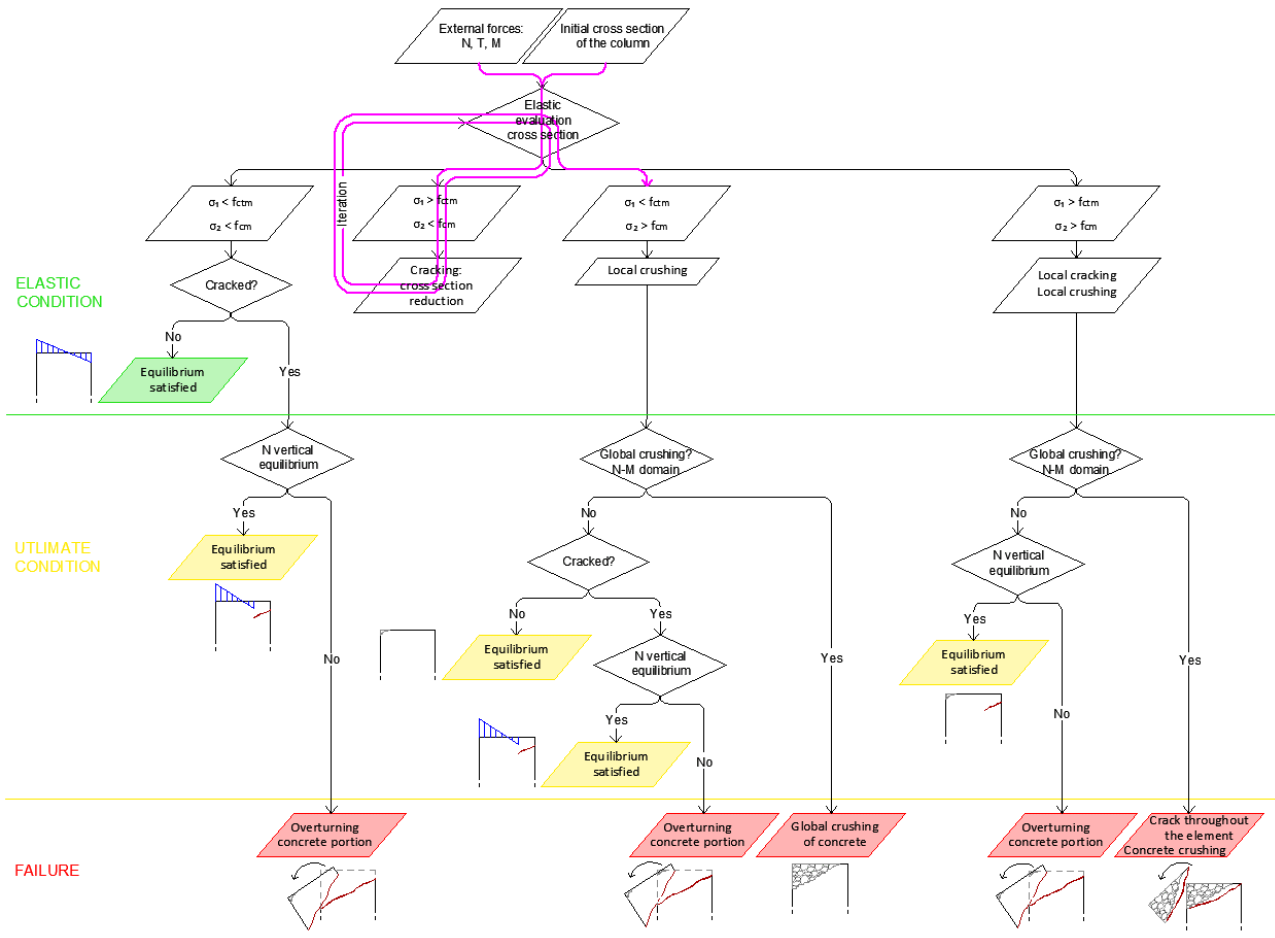 External forces:
N, T, M
Initial cross section
of the column
Elastic
evaluation
cross section
Iteration
σ₁ < fctm
σ₂ < fcm
σ₁ > fctm
σ₂ < fcm
σ₁ < fctm
σ₂ > fcm
σ₁ > fctm
σ₂ > fcm
ELASTIC
CONDITION
Cracked?
Cracking:
cross section
reduction
Local crushing
Local cracking
Local crushing
No
Yes
Equilibrium
satisfied
N vertical
equilibrium
Global crushing?
N-M domain
Global crushing?
N-M domain
UTLIMATE
CONDITION
Yes
No
Equilibrium
satisfied
No
Yes
Cracked?
No
Yes
Equilibrium
satisfied
N vertical
equilibrium
Yes
No
Equilibrium
satisfied
No
Yes
N vertical
equilibrium
Yes
No
Equilibrium
satisfied
FAILURE
Overturning
concrete portion
Overturning
concrete portion
Global crushing
of concrete
Overturning
concrete portion
Crack throughout
the element
Concrete crushing